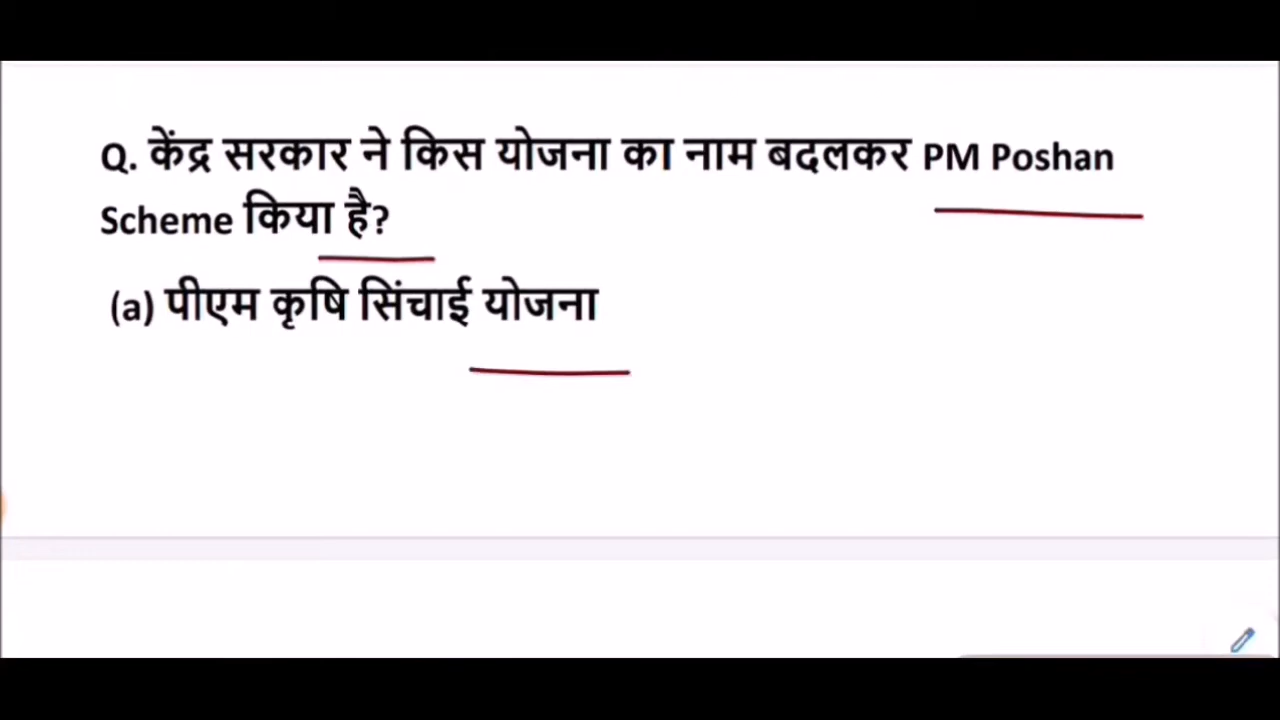 Q. केंद्र सरकार ने किस योजना का नाम बदलकर PM Poshan
Scheme किया है?
(a) पीएम कृषि सिंचाई योजना